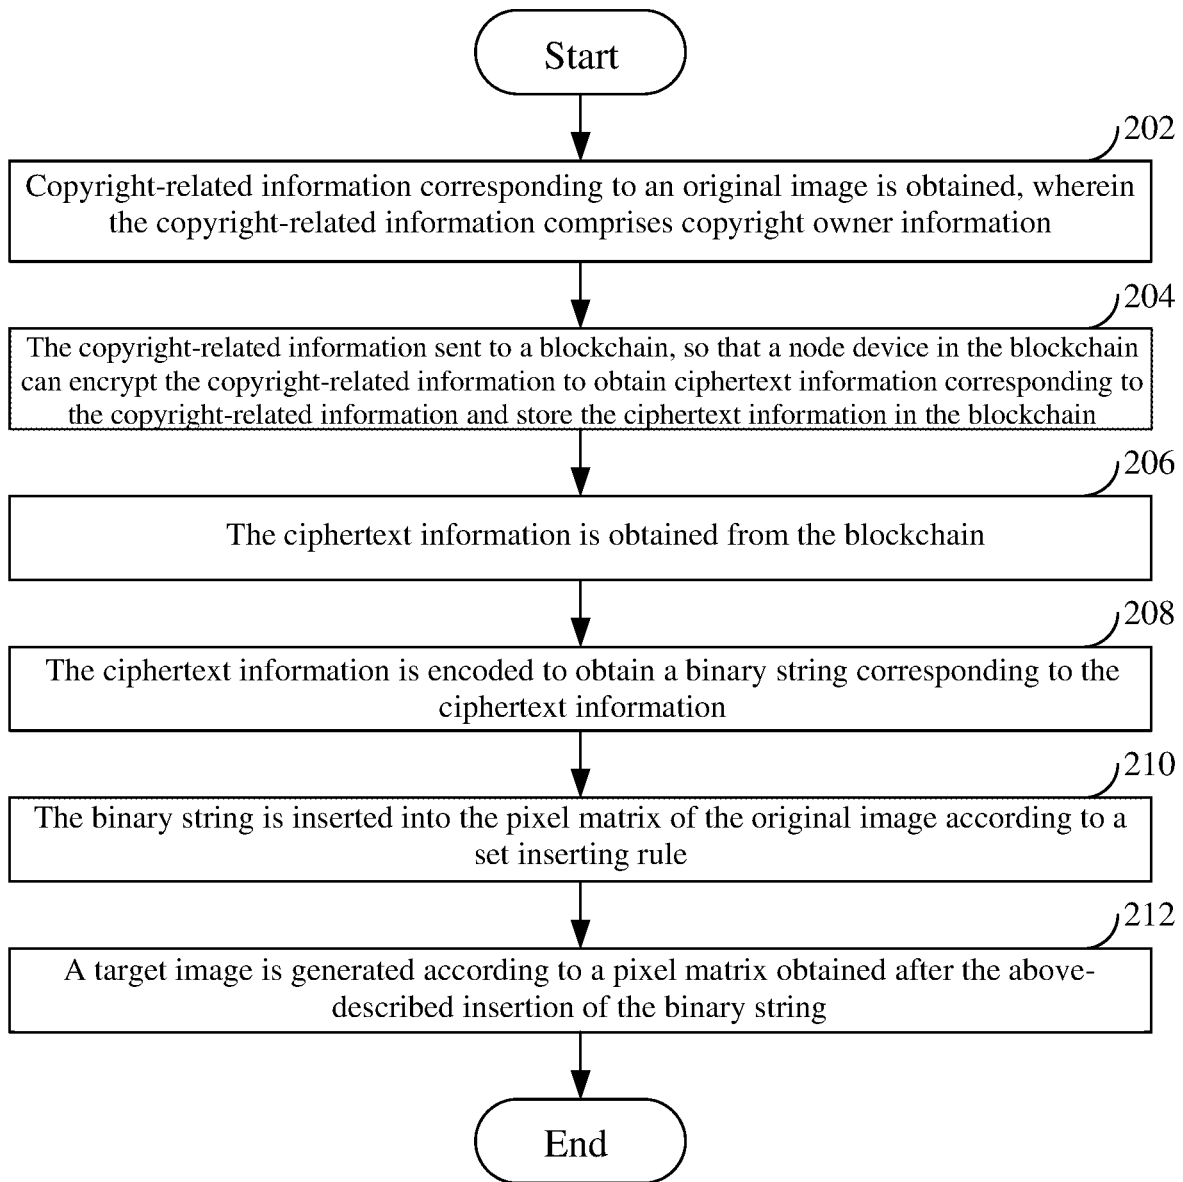 Start
202
Copyright-related information corresponding to an original image is obtained, wherein
the copyright-related information comprises copyright owner information
204
The copyright-related information sent to a blockchain, so that a node device in the blockchain
can encrypt the copyright-related information to obtain ciphertext information corresponding to
the copyright-related information and store the ciphertext information in the blockchain
206
The ciphertext information is obtained from the blockchain
208
The ciphertext information is encoded to obtain a binary string corresponding to the
ciphertext information
210
The binary string is inserted into the pixel matrix of the original image according to a
set inserting rule
212
A target image is generated according to a pixel matrix obtained after the above-
described insertion of the binary string
End